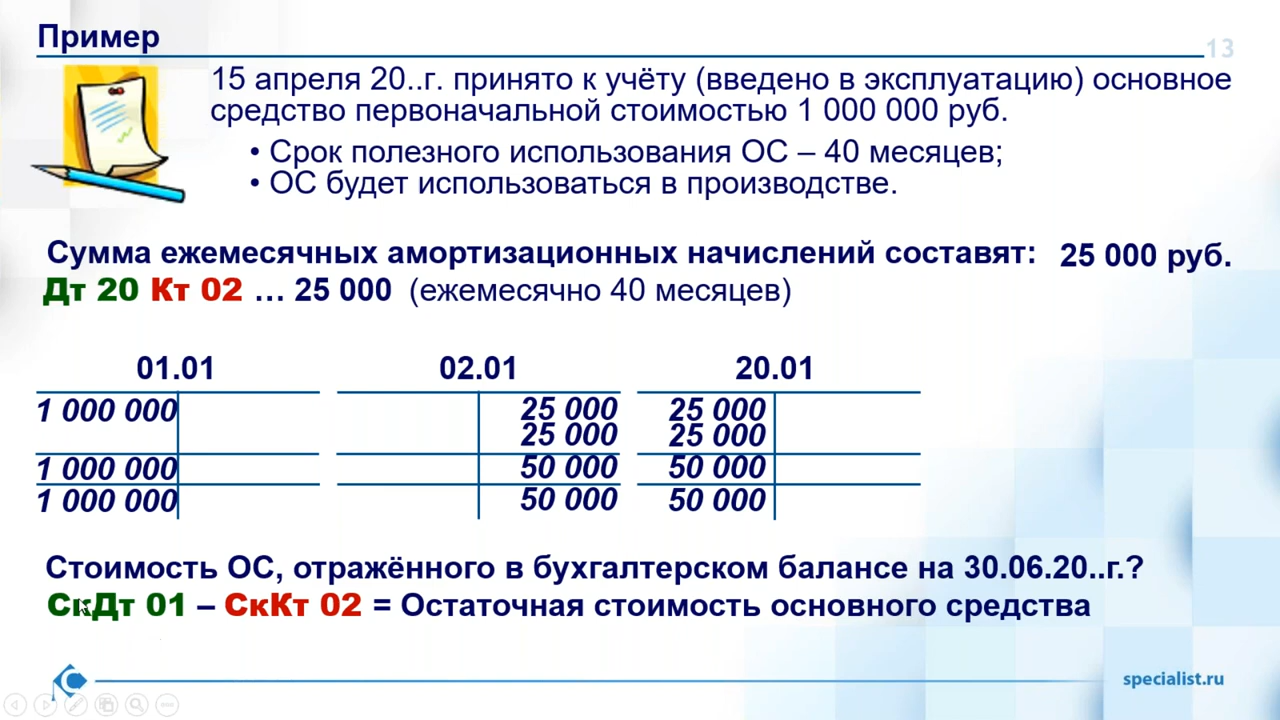 Пример
13
15 апреля 20..г. принято к учёту (введено в эксплуатацию) основное
средство первоначальной стоимостью 1 000 000 руб.
• Срок полезного использования ОС – 40 месяцев;
• ОС будет использоваться в производстве.
Сумма ежемесячных амортизационных начислений составят: 25 000 руб.
Дт 20 Кт 02 … 25 000 (ежемесячно 40 месяцев)
01.01 02.01 20.01
1 000 000 25 000 25 000
25 000 25 000
1 000 000 50 000 50 000
1 000 000 50 000 50 000
Стоимость ОС, отражённого в бухгалтерском балансе на 30.06.20..г.?
СкДт 01 – СкКт 02 = Остаточная стоимость основного средства
specialist.ru